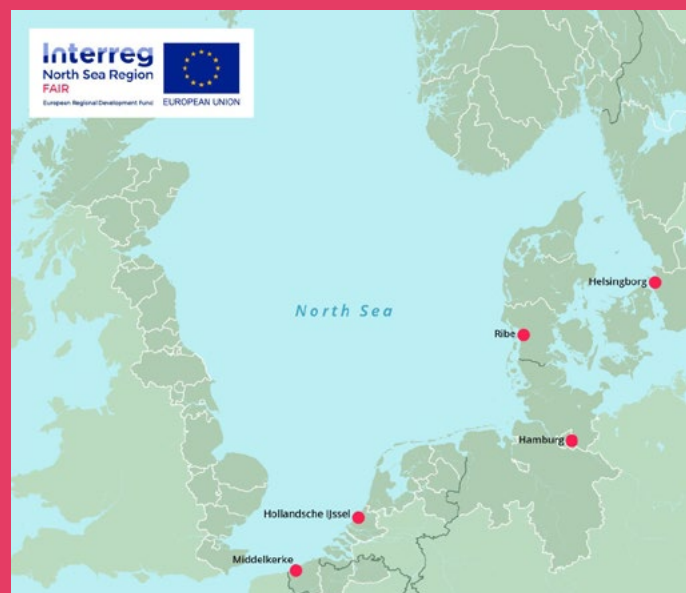 Interreg
North Sea Region
FAIR
European Regional Development Fund
EUROPEAN UNION
Helsingborg
North Sea
Ribe
Hamburg
Hollandsche IJssel
Middelkerke